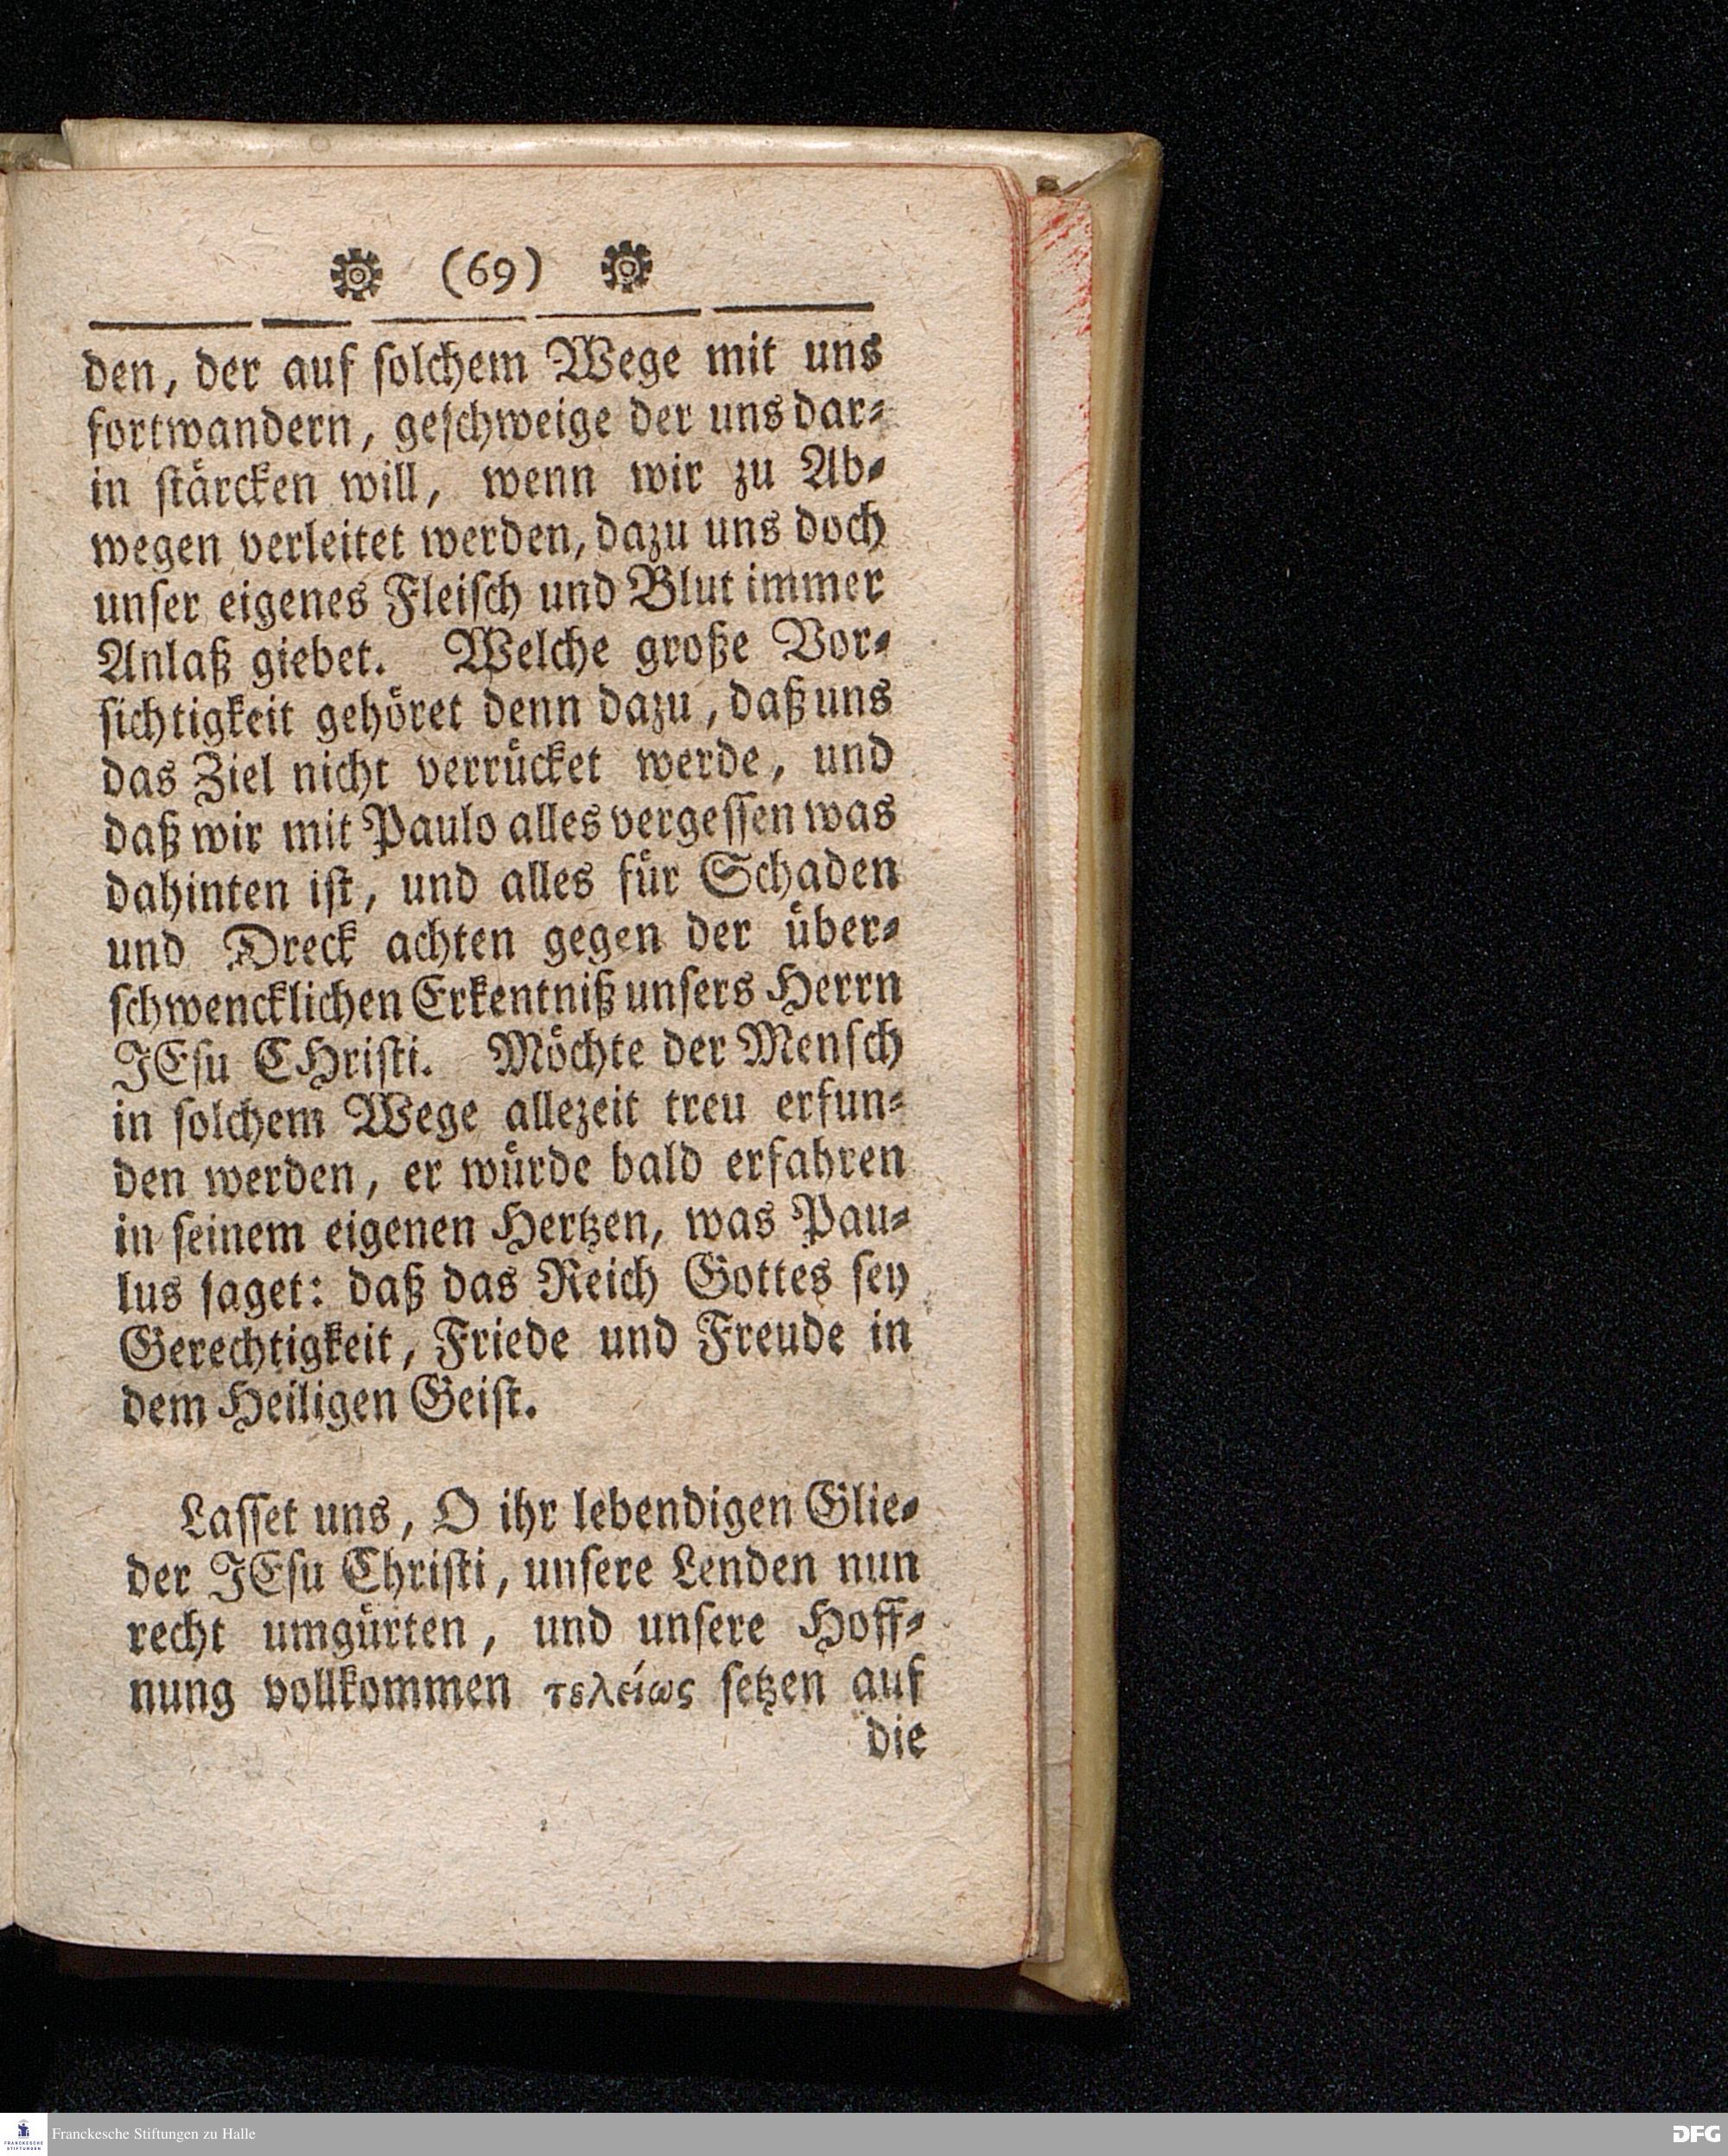 (69)
den, der auf ſolchem Wege mit uns
fortwandern, geſchweige der uns dar⸗
in ſtärcken will, wenn wir zu Ab⸗
wegen verleitet werden, dazu uns doch
unſer eigenes Fleiſch und Blut immer
Anlaß giebet. Welche große Vor⸗
ſichtigkeit gehöret denn dazu, daß uns
das Ziel nicht verrücket werde, und
daß wir mit Paulo alles vergeſſen was
dahinten iſt, und alles für Schaden
und Dreck achten gegen der über⸗
ſchwencklichen Erkentniß unſers Herrn
JEſu CHriſti. Möchte der Menſch
in ſolchem Wege allezeit treu erfun⸗
den werden, er würde bald erfahren
in ſeinem eigenen Hertzen, was Pau⸗
lus ſaget: daß das Reich Gottes ſey
Gerechtigkeit, Friede und Freude in
dem Heiligen Geiſt.
Laſſet uns, O ihr lebendigen Glie⸗
der JEſu Chriſti, unſere Lenden nun
recht umgürten, und unſere Hoff⸗
nung vollkommen τελείως ſetzen auf
die
FRANCKESCHE
STIFTUNGEN
Franckesche Stiftungen zu Halle
DFG